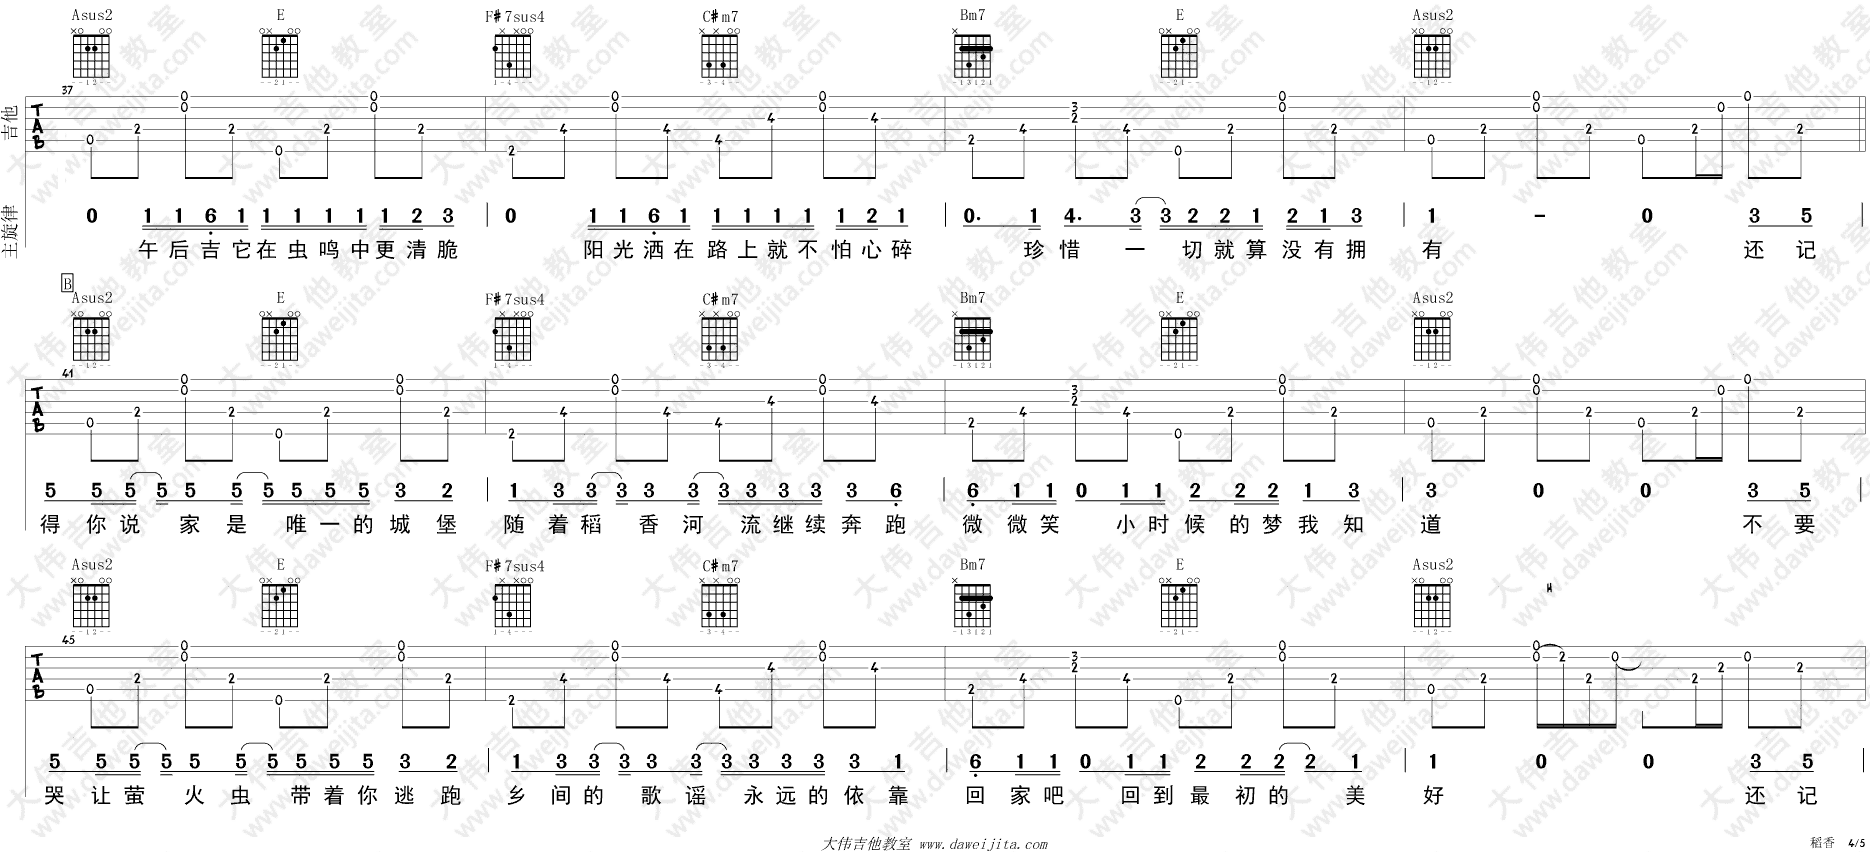 Asus2 E F#7sus4 C#m7 Bm7 E Asus2
37
吉他 TAB
主旋律 0 1 1 6 1 1 1 1 1 1 2 3 | 0 1 1 6 1 1 1 1 1 1 2 1 | 0. 1 4. 3 3 2 2 1 2 1 3 | 1 – 0 3 5
午后吉它在虫鸣中更清脆 阳光洒在路上就不怕心碎 珍惜一切就算没有拥有 还记
B
Asus2 E F#7sus4 C#m7 Bm7 E Asus2
41
TAB
5 5 5 5 5 5 5 5 5 5 3 2 | 1 3 3 3 3 3 3 3 3 3 3 6 | 6 1 1 0 1 1 2 2 2 1 3 | 3 0 0 3 5 |
得你说家是唯一的城堡 随着稻香河流继续奔跑 微微笑 小时候的梦我知道 不要
Asus2 E F#7sus4 C#m7 Bm7 E Asus2
H
45
TAB
5 5 5 5 5 5 5 5 5 5 3 2 | 1 3 3 3 3 3 3 3 3 3 3 1 | 6 1 1 0 1 1 2 2 2 2 1 | 1 0 0 3 5 |
哭让萤火虫带着你逃跑 乡间的歌谣永远的依靠 回家吧 回到最初的美好 还记
大伟吉他教室 www.daweijita.com
稻香 4/5